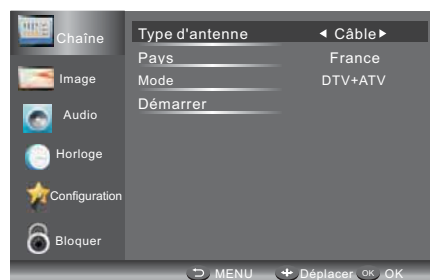 Chaîne
Image
Audio
Horloge
Configuration
Bloquer
Type d'antenne Câble
Pays France
Mode DTV+ATV
Démarrer
MENU Déplacer OK OK